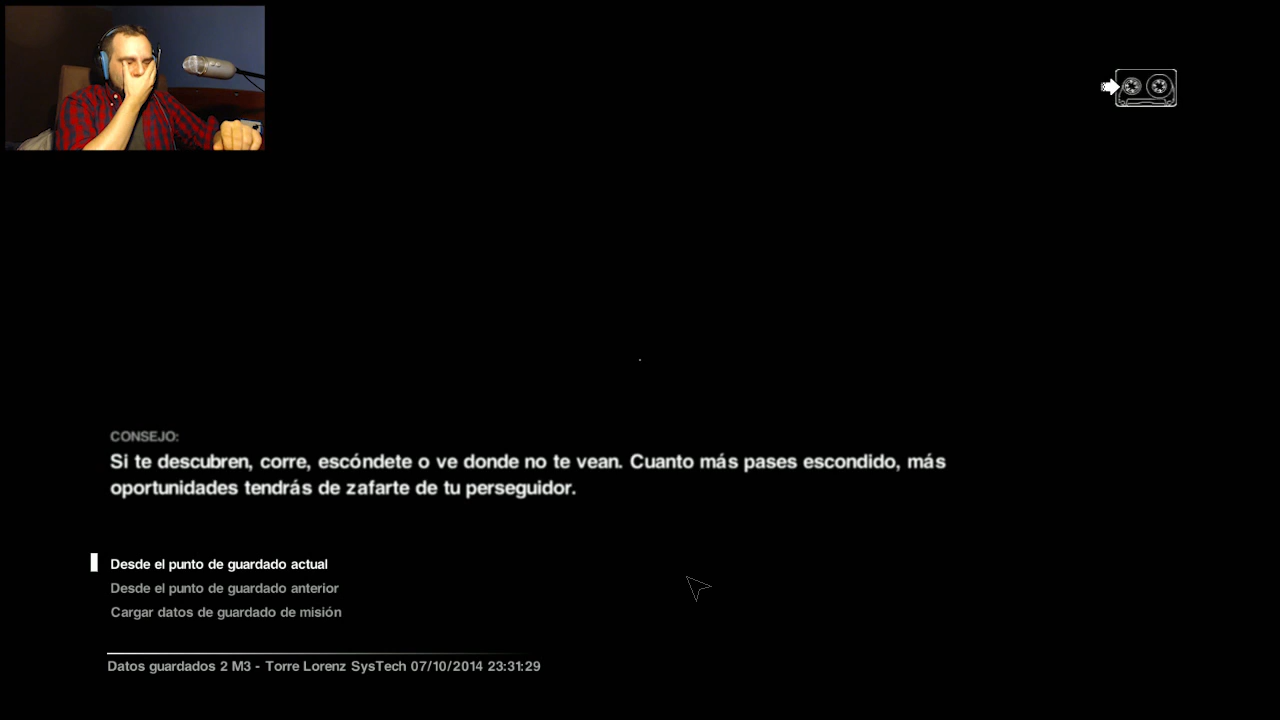 CONSEJO:
Si te descubren, corre, escóndete o ve donde no te vean. Cuanto más pases escondido, más
oportunidades tendrás de zafarte de tu perseguidor.
Desde el punto de guardado actual
Desde el punto de guardado anterior
Cargar datos de guardado de misión
Datos guardados 2 M3 - Torre Lorenz SysTech 07/10/2014 23:31:29